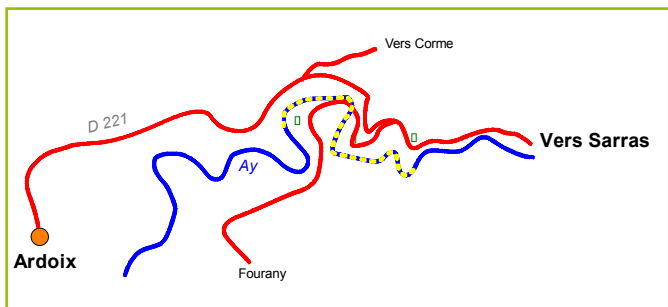 Vers Corme
D 221
Vers Sarras
Ay
Ardoix
Fourany